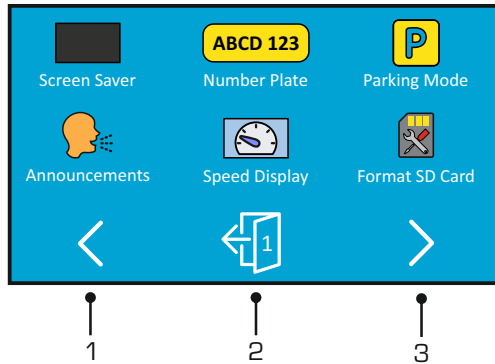 ABCD 123
P
Screen Saver
Number Plate
Parking Mode
Announcements
Speed Display
Format SD Card
1
1
2
3